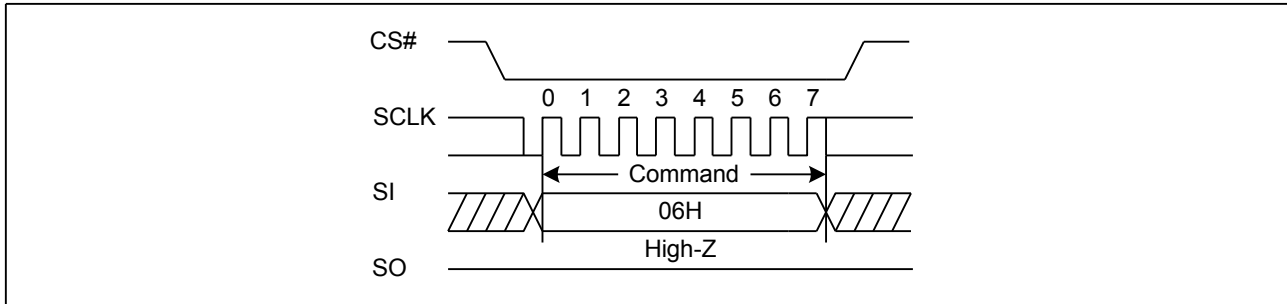 CS#
0 1 2 3 4 5 6 7
SCLK
Command
SI
06H
High-Z
SO